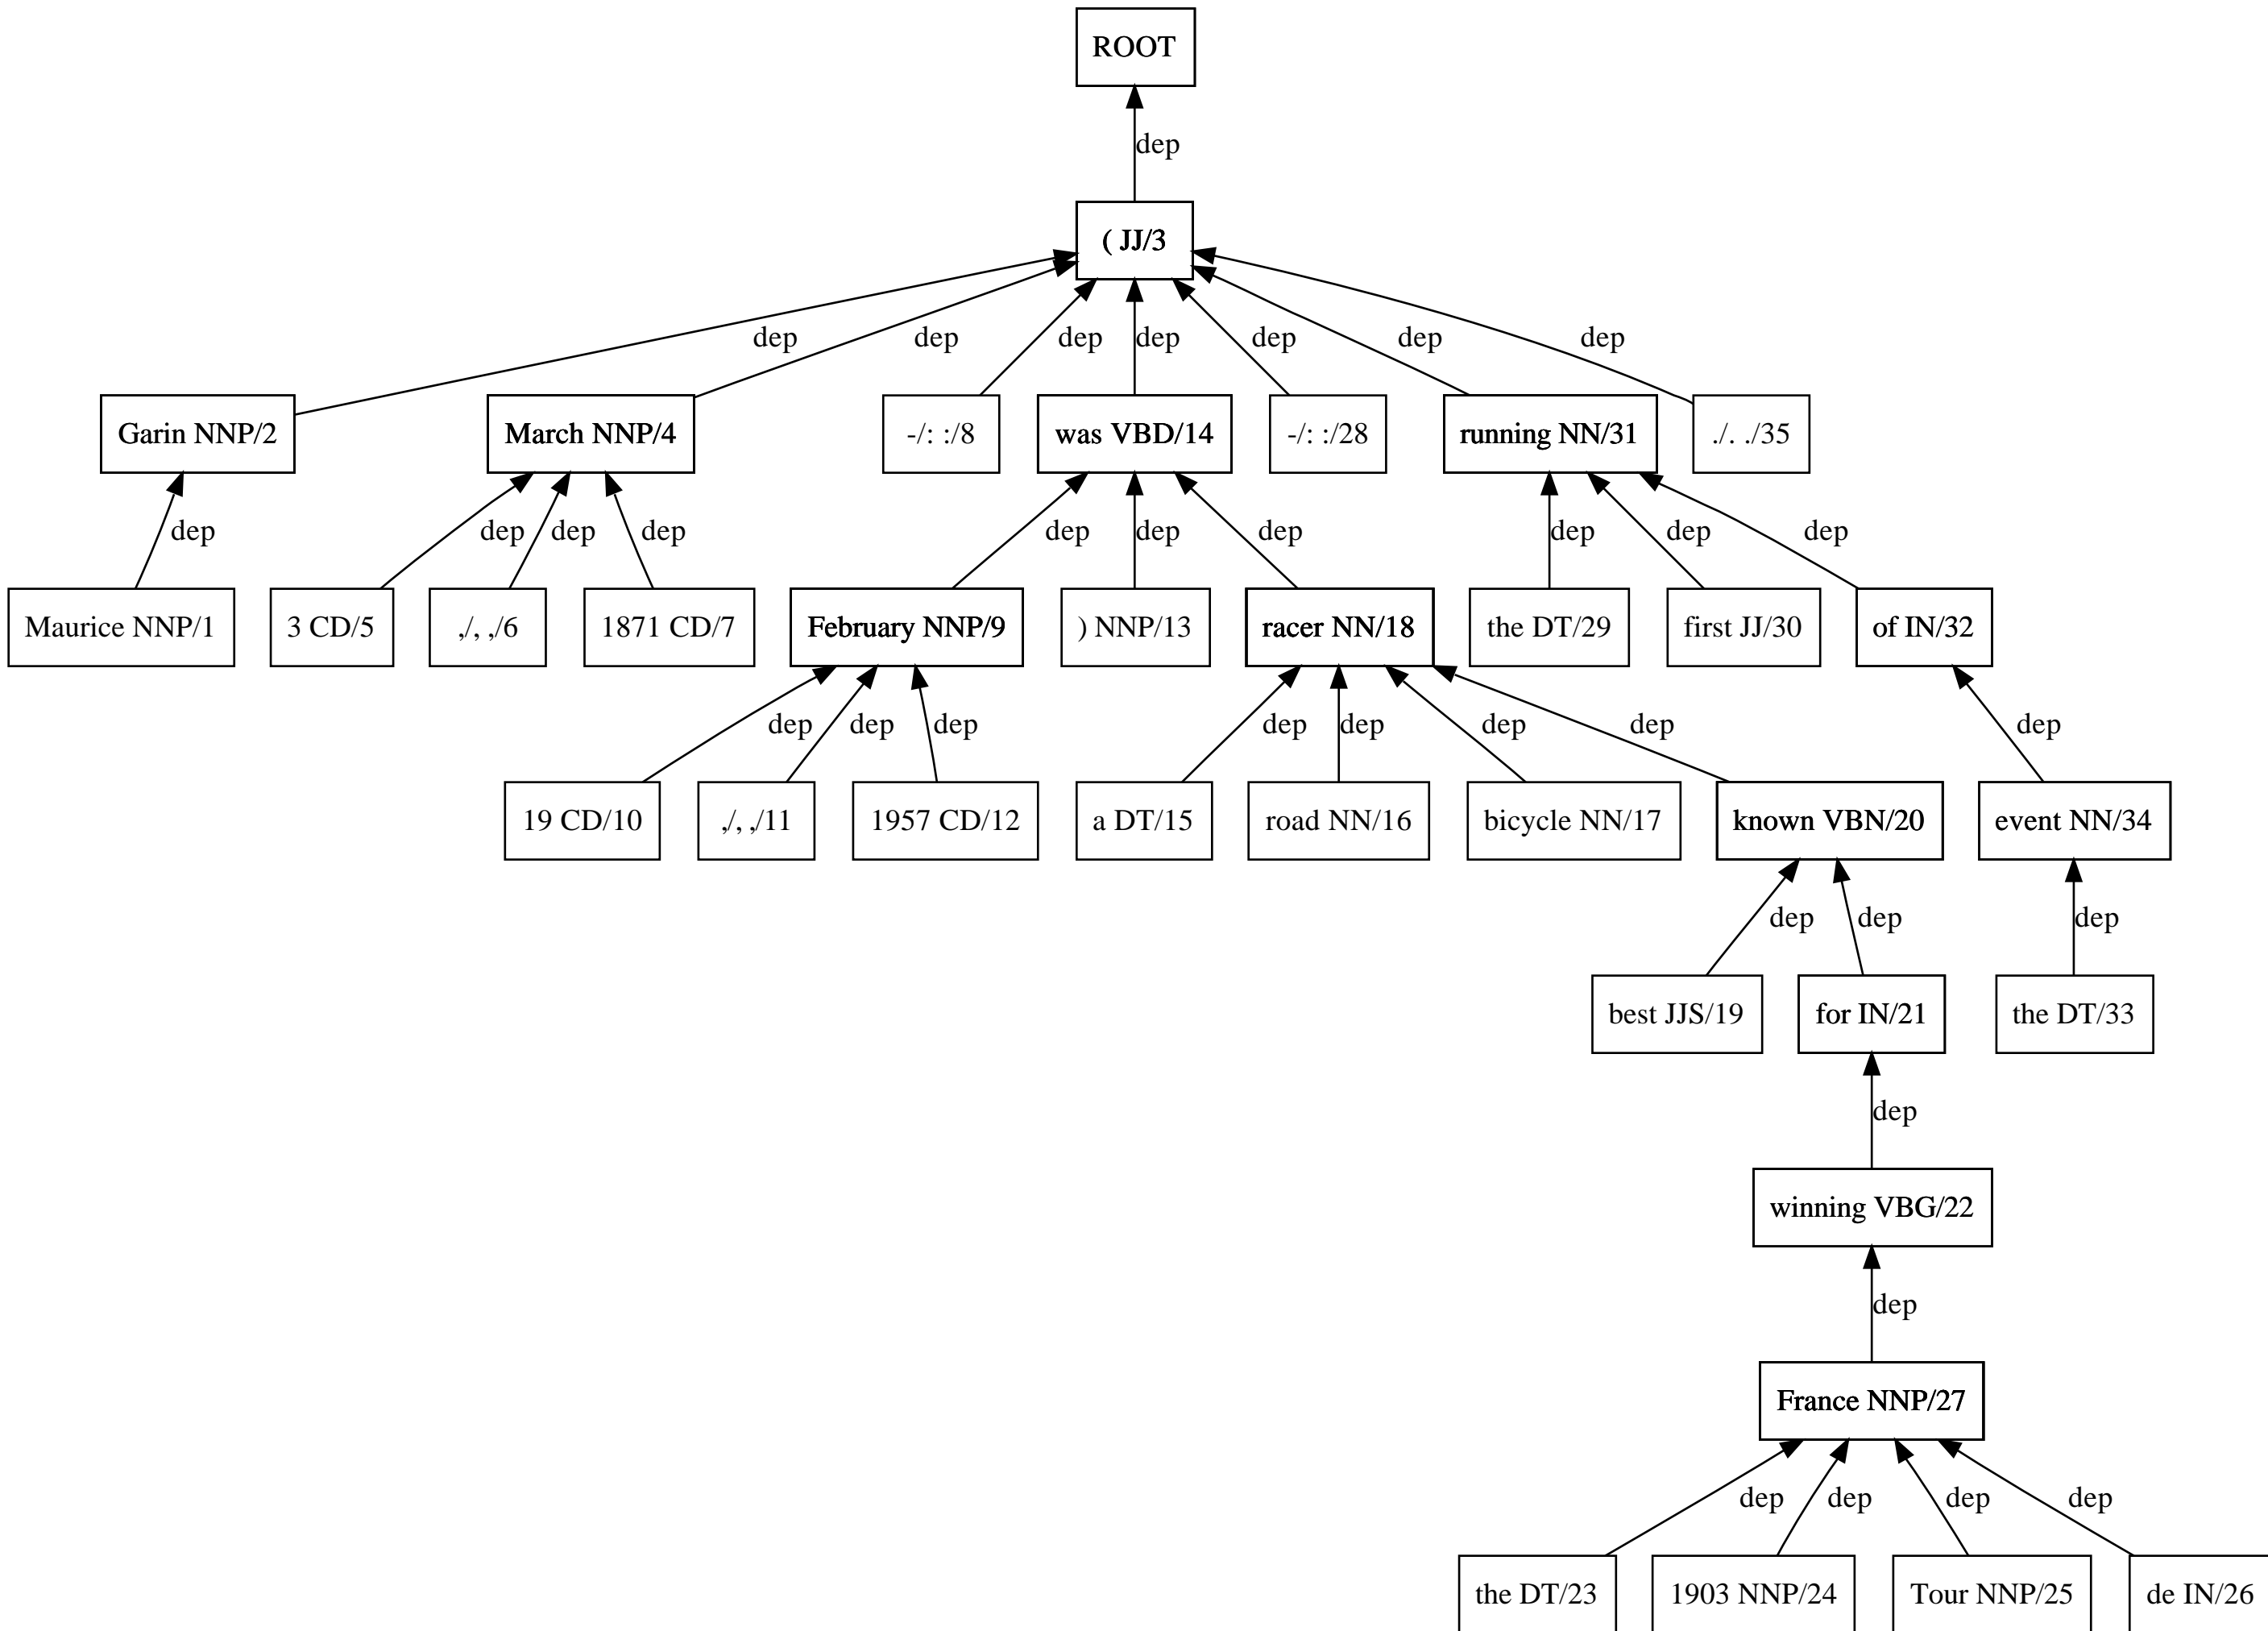 ROOT
dep
( JJ/3
dep dep dep dep dep dep dep
Garin NNP/2 March NNP/4 -/: :/8 was VBD/14 -/: :/28 running NN/31 ./. ./35
dep dep dep dep dep dep dep dep dep dep
Maurice NNP/1 3 CD/5 ,/, ,/6 1871 CD/7 February NNP/9 ) NNP/13 racer NN/18 the DT/29 first JJ/30 of IN/32
dep dep dep dep dep dep dep dep
19 CD/10 ,/, ,/11 1957 CD/12 a DT/15 road NN/16 bicycle NN/17 known VBN/20 event NN/34
dep dep dep
best JJS/19 for IN/21 the DT/33
dep
winning VBG/22
dep
France NNP/27
dep dep dep dep
the DT/23 1903 NNP/24 Tour NNP/25 de IN/26